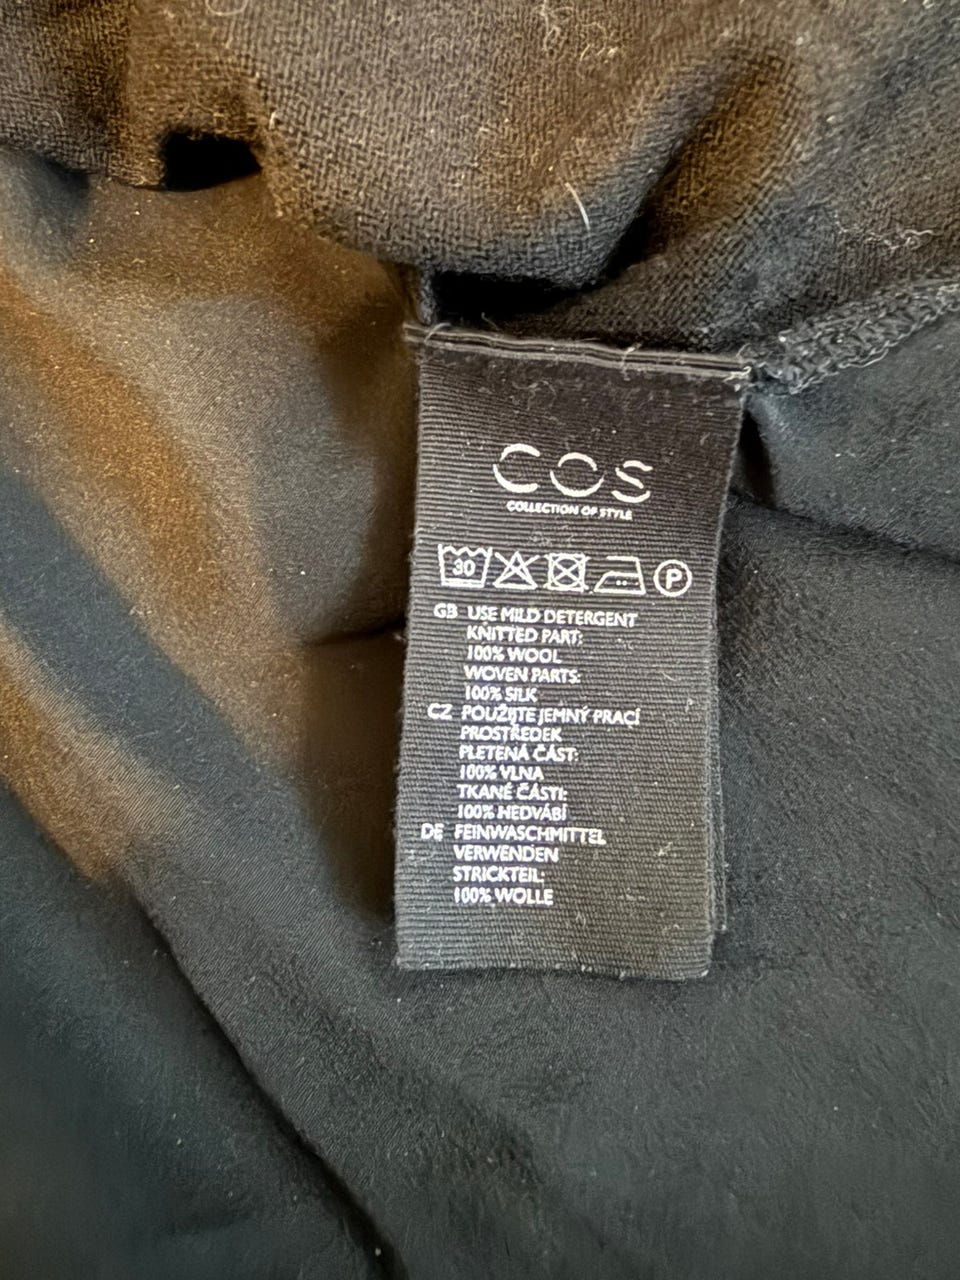 COS
COLLECTION OF STYLE
30 P
GB USE MILD DETERGENT
KNITTED PART:
100% WOOL
WOVEN PARTS:
100% SILK
CZ POUŽIJTE JEMNÝ PRACÍ
PROSTŘEDEK
PLETENÁ ČÁST:
100% VLNA
TKANÉ ČÁSTI:
100% HEDVÁBÍ
DE FEINWASCHMITTEL
VERWENDEN
STRICKTEIL:
100% WOLLE